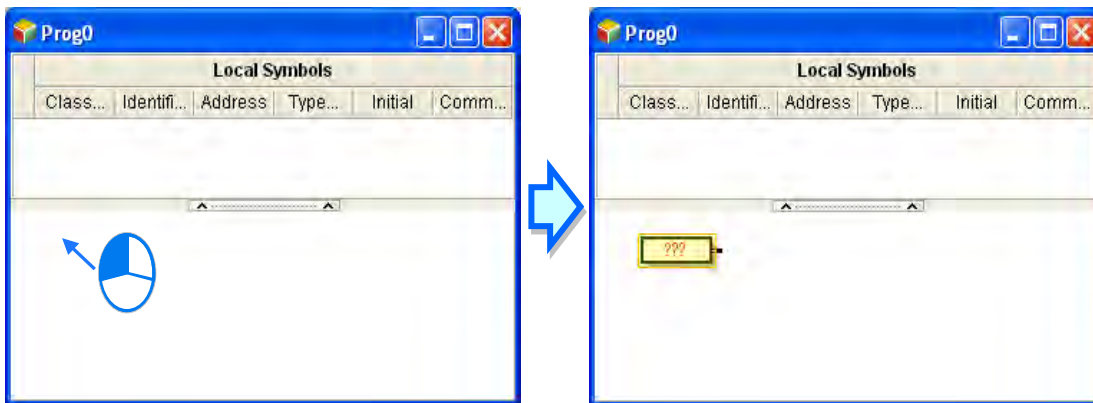 Prog0
Local Symbols
Class... Identifi... Address Type... Initial Comm...
Prog0
Local Symbols
Class... Identifi... Address Type... Initial Comm...
???